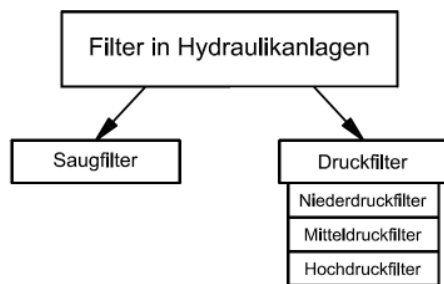 Filter in Hydraulikanlagen
Saugfilter
Druckfilter
Niederdruckfilter
Mitteldruckfilter
Hochdruckfilter